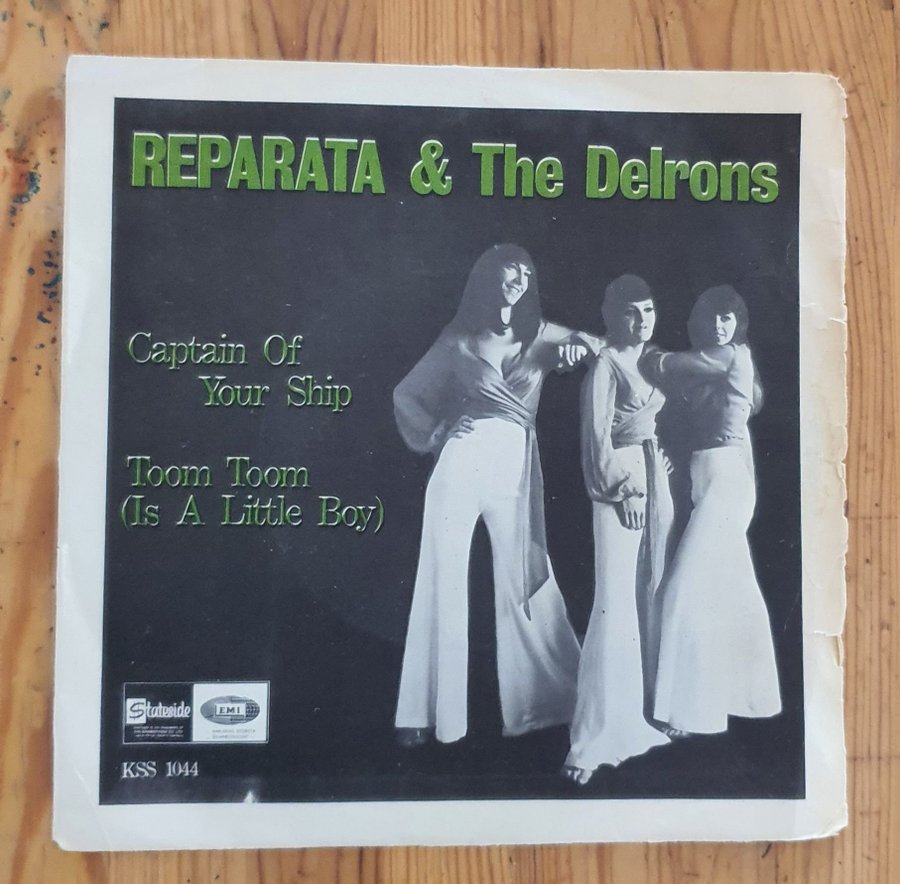 REPARATA & The Delrons
Captain Of
Your Ship
Toom Toom
(Is A Little Boy)
Stateside
EMI
KSS 1044